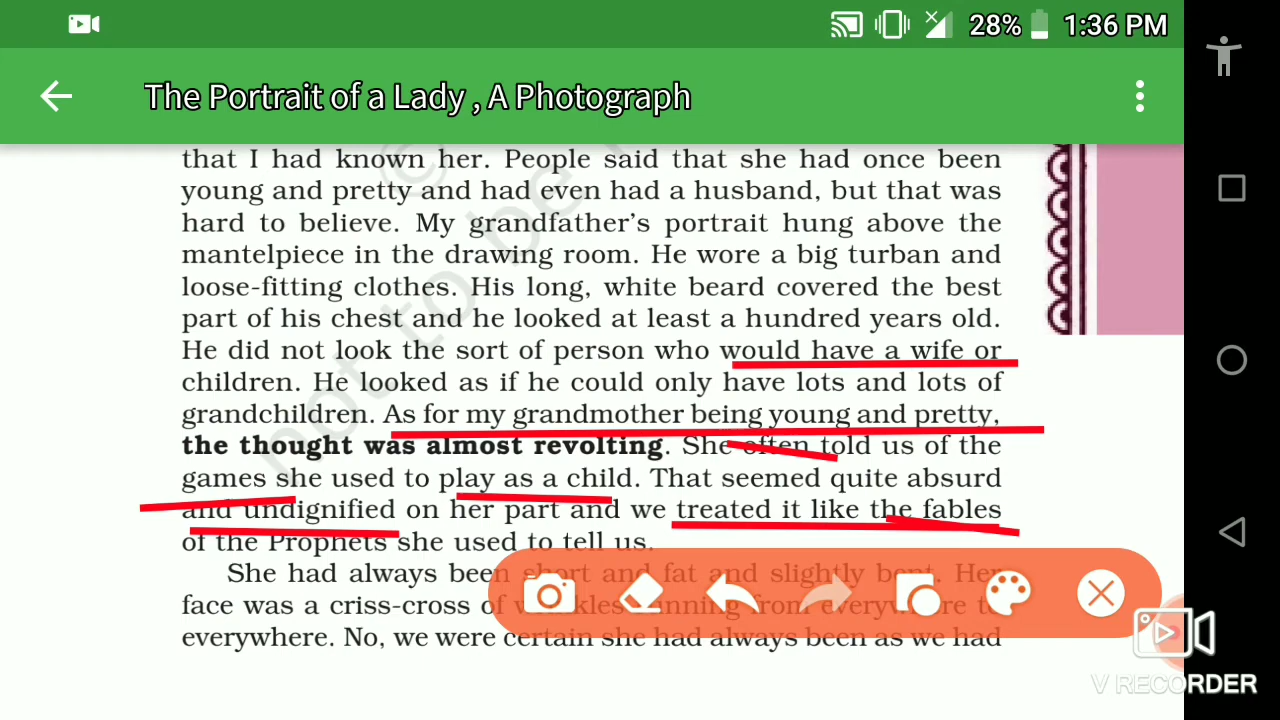 28% 1:36 PM
The Portrait of a Lady , A Photograph
that I had known her. People said that she had once been
young and pretty and had even had a husband, but that was
hard to believe. My grandfather's portrait hung above the
mantelpiece in the drawing room. He wore a big turban and
loose-fitting clothes. His long, white beard covered the best
part of his chest and he looked at least a hundred years old.
He did not look the sort of person who would have a wife or
children. He looked as if he could only have lots and lots of
grandchildren. As for my grandmother being young and pretty,
the thought was almost revolting. She often told us of the
games she used to play as a child. That seemed quite absurd
and undignified on her part and we treated it like the fables
of the Prophets she used to tell us.
She had always been short and fat and slightly bent. Her
face was a criss-cross of wrinkles running from everywhere to
everywhere. No, we were certain she had always been as we had
© not to be
V RECORDER